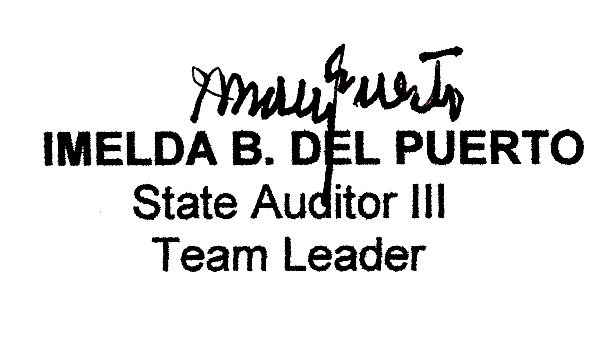 IMELDA B. DEL PUERTO
State Auditor III
Team Leader